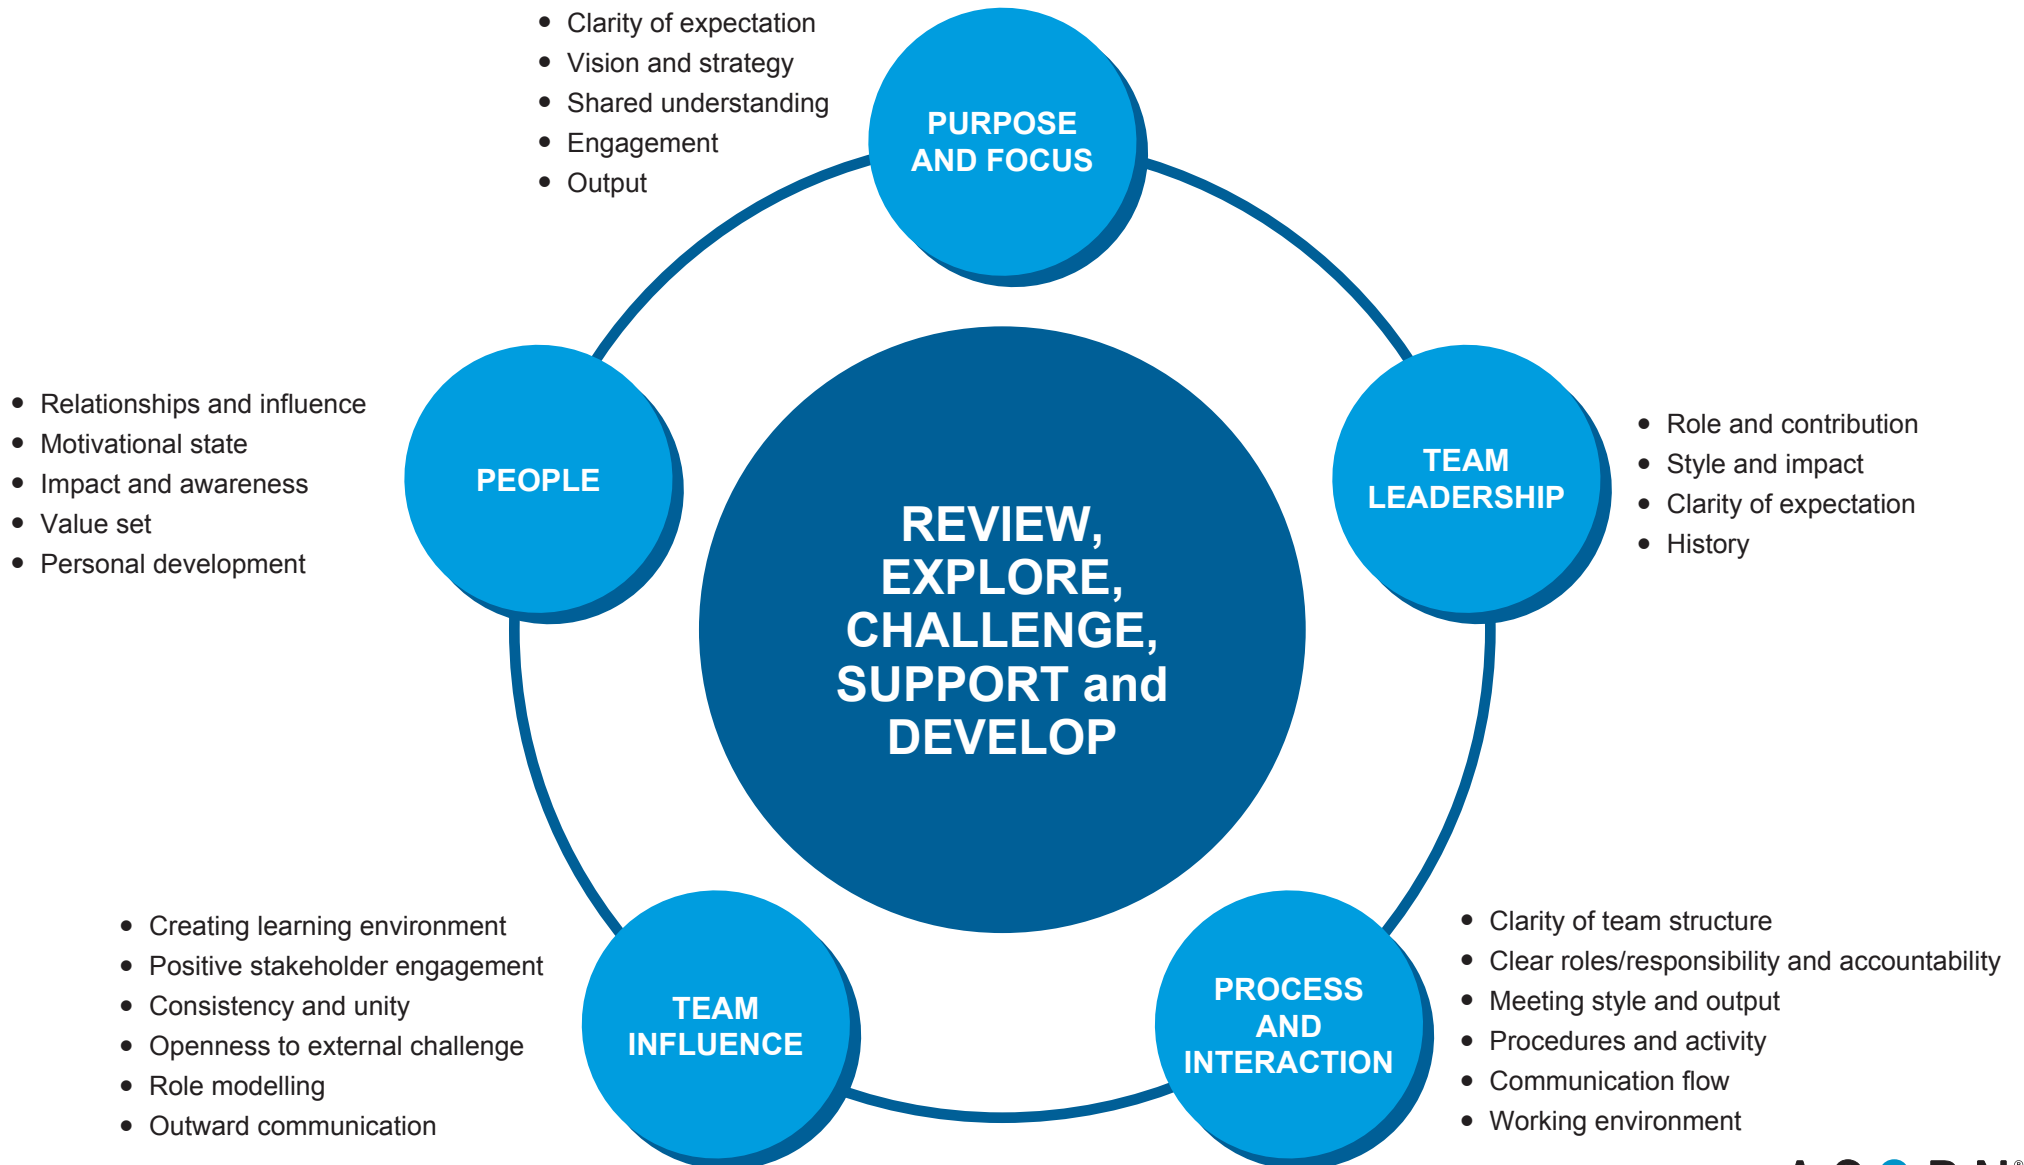 • Clarity of expectation
• Vision and strategy
• Shared understanding
• Engagement
• Output
PURPOSE
AND FOCUS
• Relationships and influence
• Motivational state
• Impact and awareness
• Value set
• Personal development
PEOPLE
TEAM
LEADERSHIP
• Role and contribution
• Style and impact
• Clarity of expectation
• History
REVIEW,
EXPLORE,
CHALLENGE,
SUPPORT and
DEVELOP
• Creating learning environment
• Positive stakeholder engagement
• Consistency and unity
• Openness to external challenge
• Role modelling
• Outward communication
TEAM
INFLUENCE
PROCESS
AND
INTERACTION
• Clarity of team structure
• Clear roles/responsibility and accountability
• Meeting style and output
• Procedures and activity
• Communication flow
• Working environment